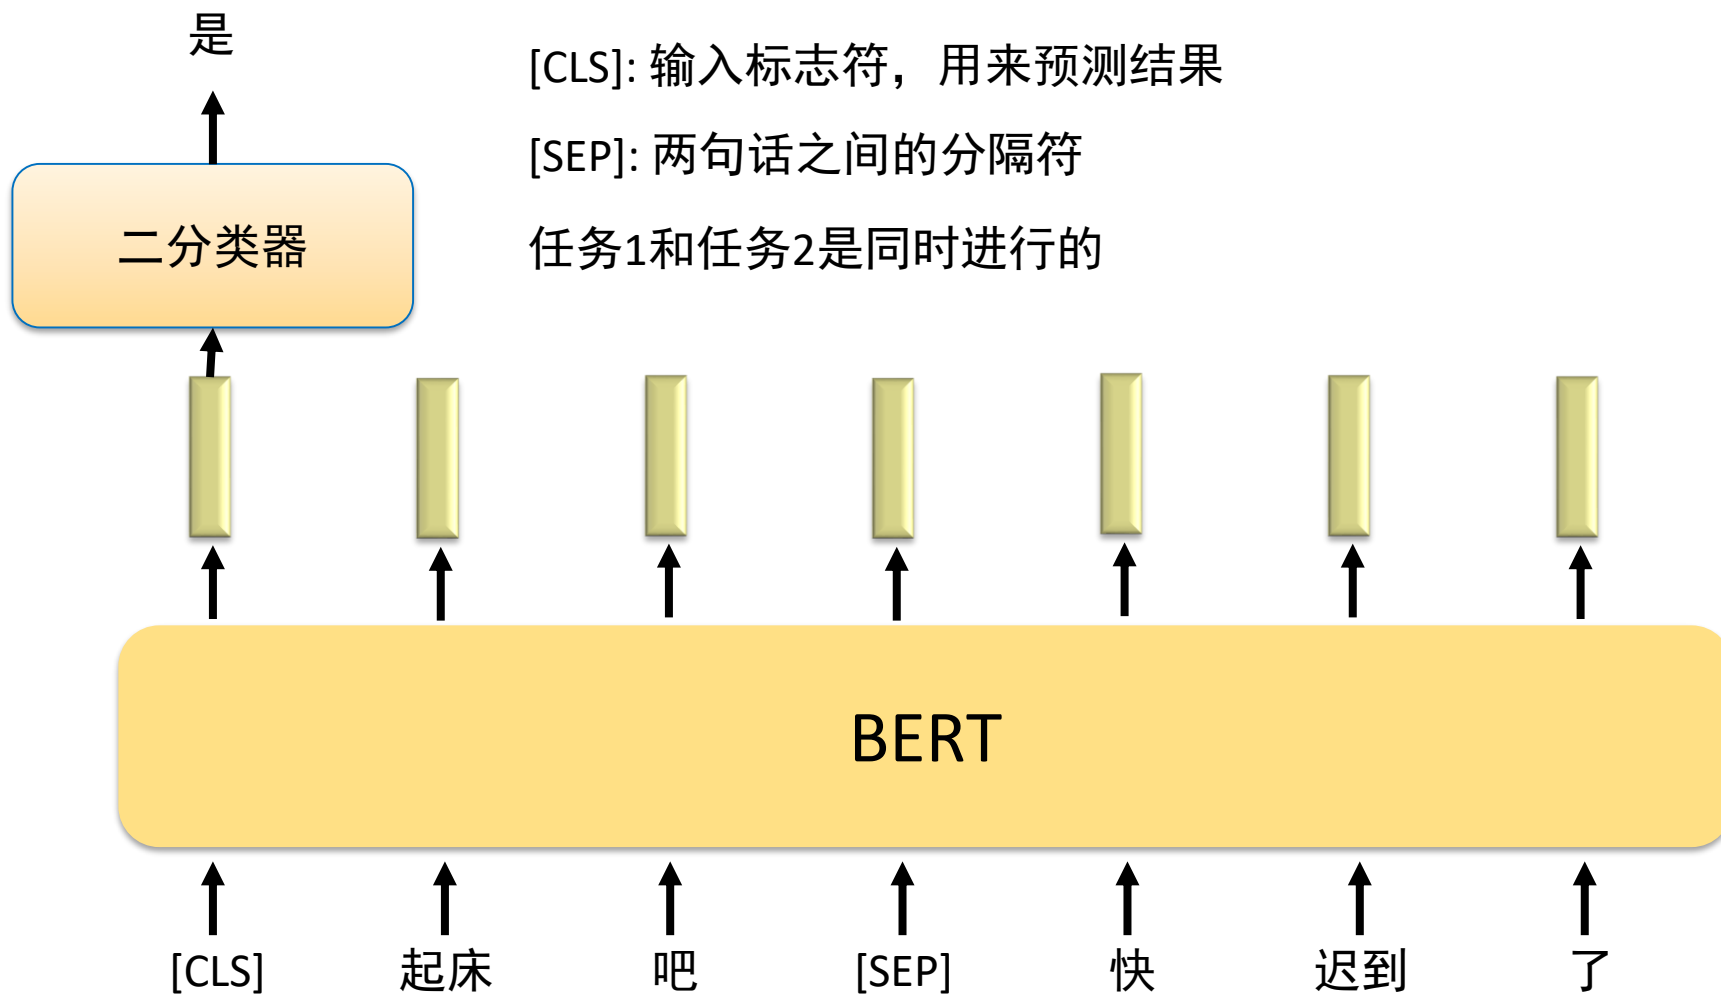 是
[CLS]: 输入标志符，用来预测结果
[SEP]: 两句话之间的分隔符
二分类器
任务1和任务2是同时进行的
BERT
[CLS] 起床 吧 [SEP] 快 迟到 了